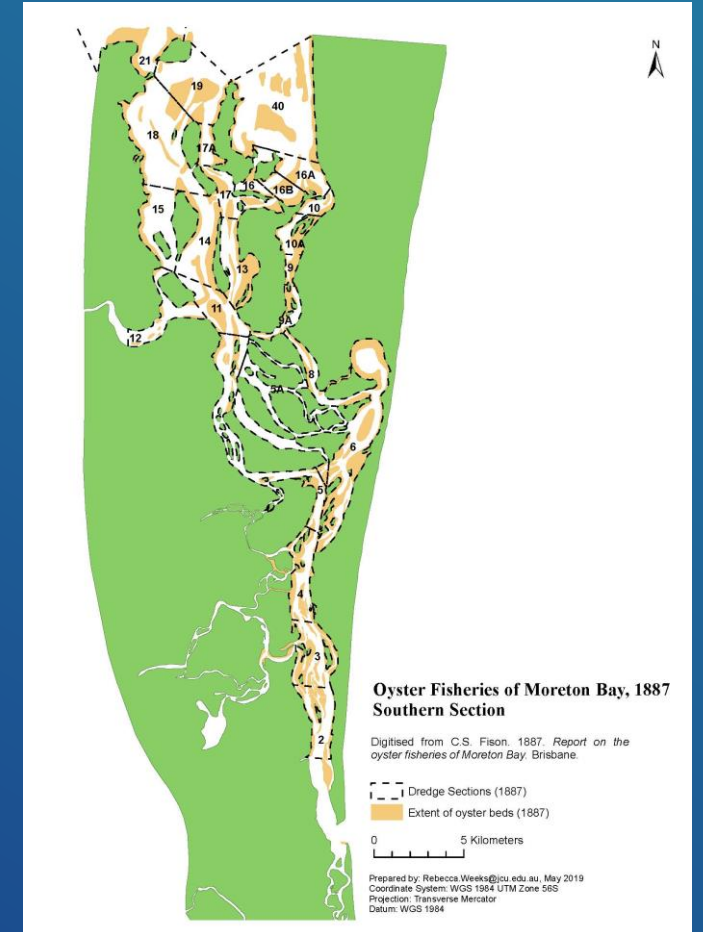 N
21
19
40
18
17A
16A
16
16B
17
15
10
14
10A
13
9
11
9A
12
8
5A
6
5
4
3
2
Oyster Fisheries of Moreton Bay, 1887
Southern Section
Digitised from C.S. Fison. 1887. Report on the
oyster fisheries of Moreton Bay. Brisbane.
Dredge Sections (1887)
Extent of oyster beds (1887)
0 5 Kilometers
Prepared by: Rebecca.Weeks@jcu.edu.au, May 2019
Coordinate System: WGS 1984 UTM Zone 56S
Projection: Transverse Mercator
Datum: WGS 1984